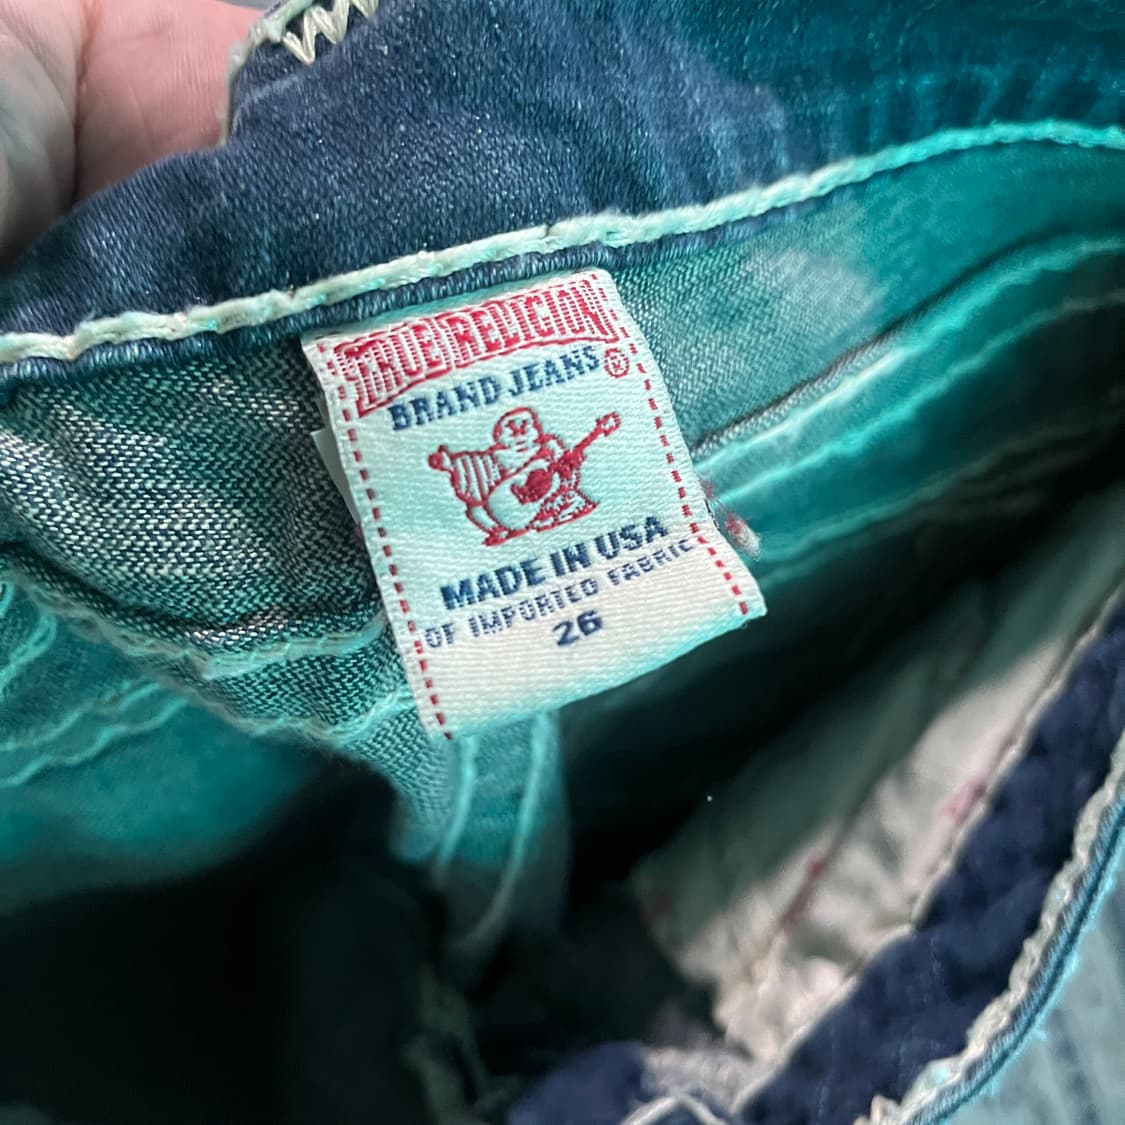 TRUE RELIGION
BRAND JEANS ®
MADE IN USA
OF IMPORTED FABRIC
26